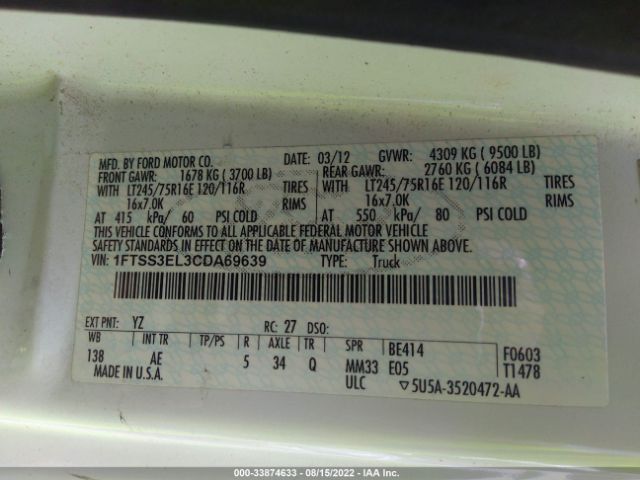 MFD. BY FORD MOTOR CO. DATE: 03/12 GVWR: 4309 KG ( 9500 LB)
FRONT GAWR: 1678 KG ( 3700 LB) REAR GAWR: 2760 KG ( 6084 LB)
WITH LT245/75R16E 120/116R TIRES WITH LT245/75R16E 120/116R TIRES
16x7.0K RIMS 16x7.0K RIMS
AT 415 kPa/ 60 PSI COLD AT 550 kPa/ 80 PSI COLD
THIS VEHICLE CONFORMS TO ALL APPLICABLE FEDERAL MOTOR VEHICLE
SAFETY STANDARDS IN EFFECT ON THE DATE OF MANUFACTURE SHOWN ABOVE.
VIN: 1FTSS3EL3CDA69639 TYPE: Truck
EXT PNT: YZ RC: 27 DSO:
WB INT TR TP/PS R AXLE TR SPR BE414 F0603
138 AE 5 34 Q MM33 E05 T1478
MADE IN U.S.A. ULC ▽5U5A-3520472-AA
000-33874633 - 08/15/2022 - Copyright IAA, Inc.